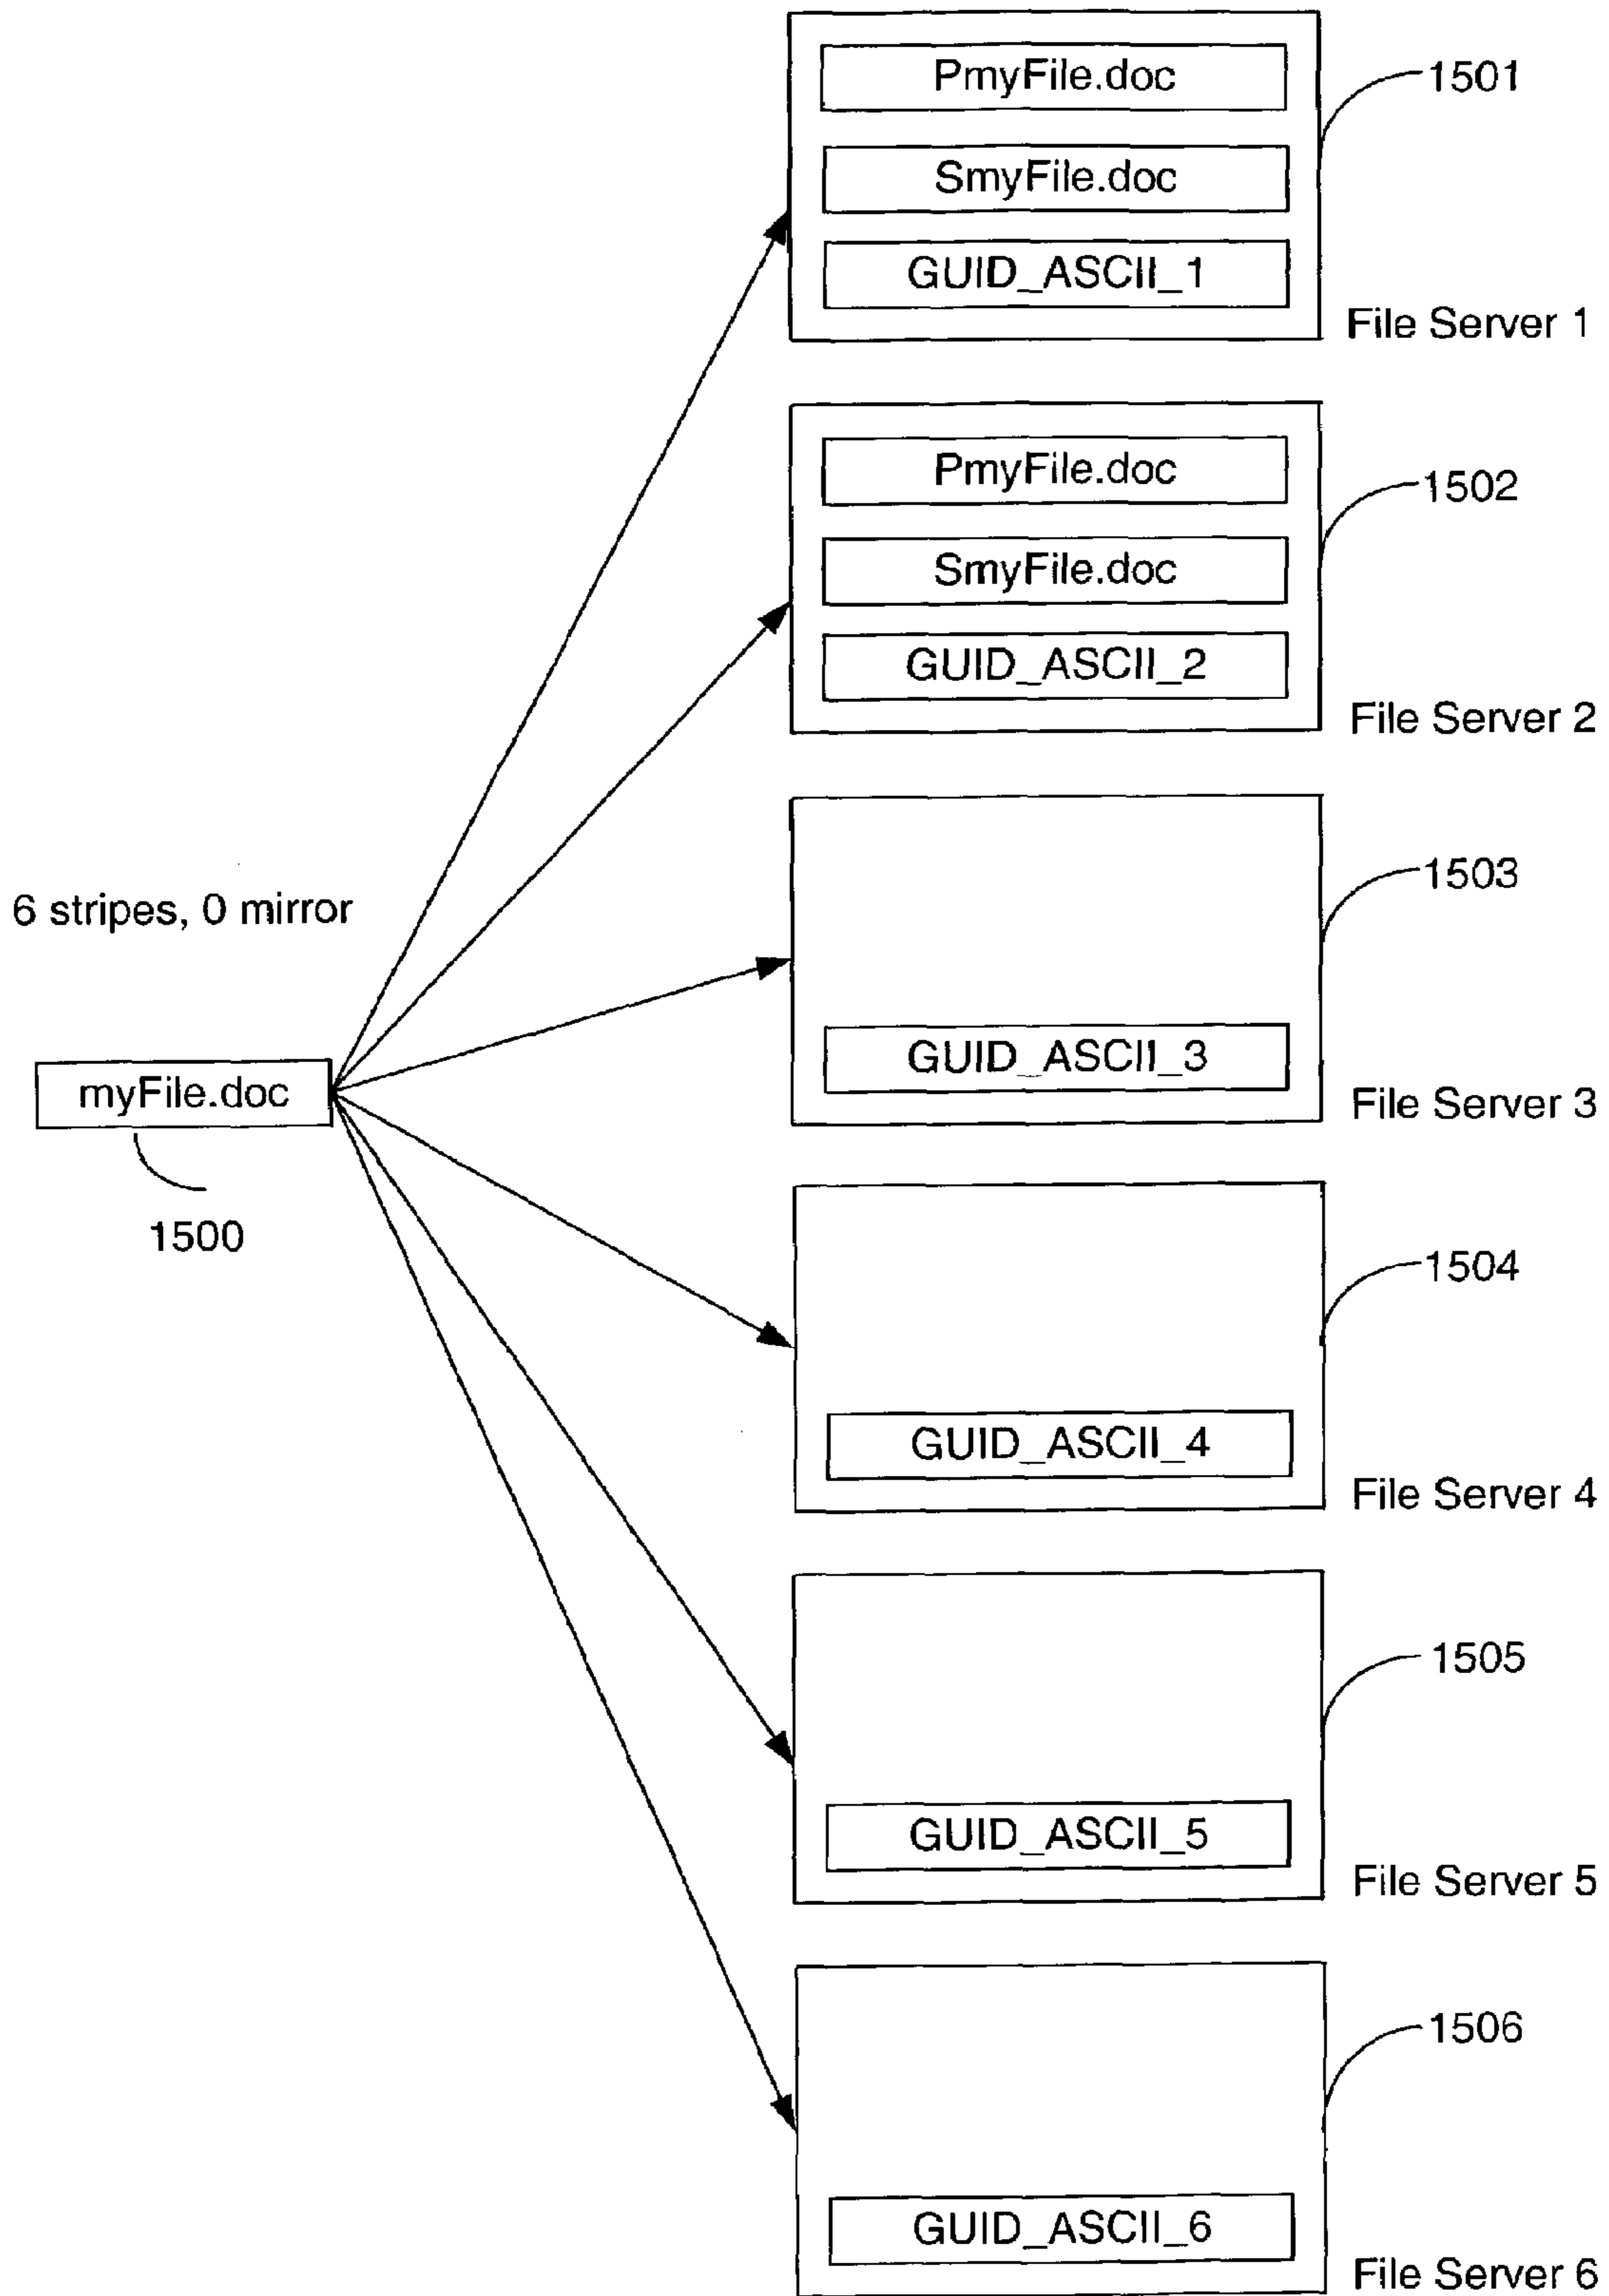 PmyFile.doc
1501
SmyFile.doc
GUID_ASCII_1
File Server 1
PmyFile.doc
1502
SmyFile.doc
GUID_ASCII_2
File Server 2
6 stripes, 0 mirror
1503
GUID_ASCII_3
myFile.doc
File Server 3
1500
1504
GUID_ASCII_4
File Server 4
1505
GUID_ASCII_5
File Server 5
1506
GUID_ASCII_6
File Server 6